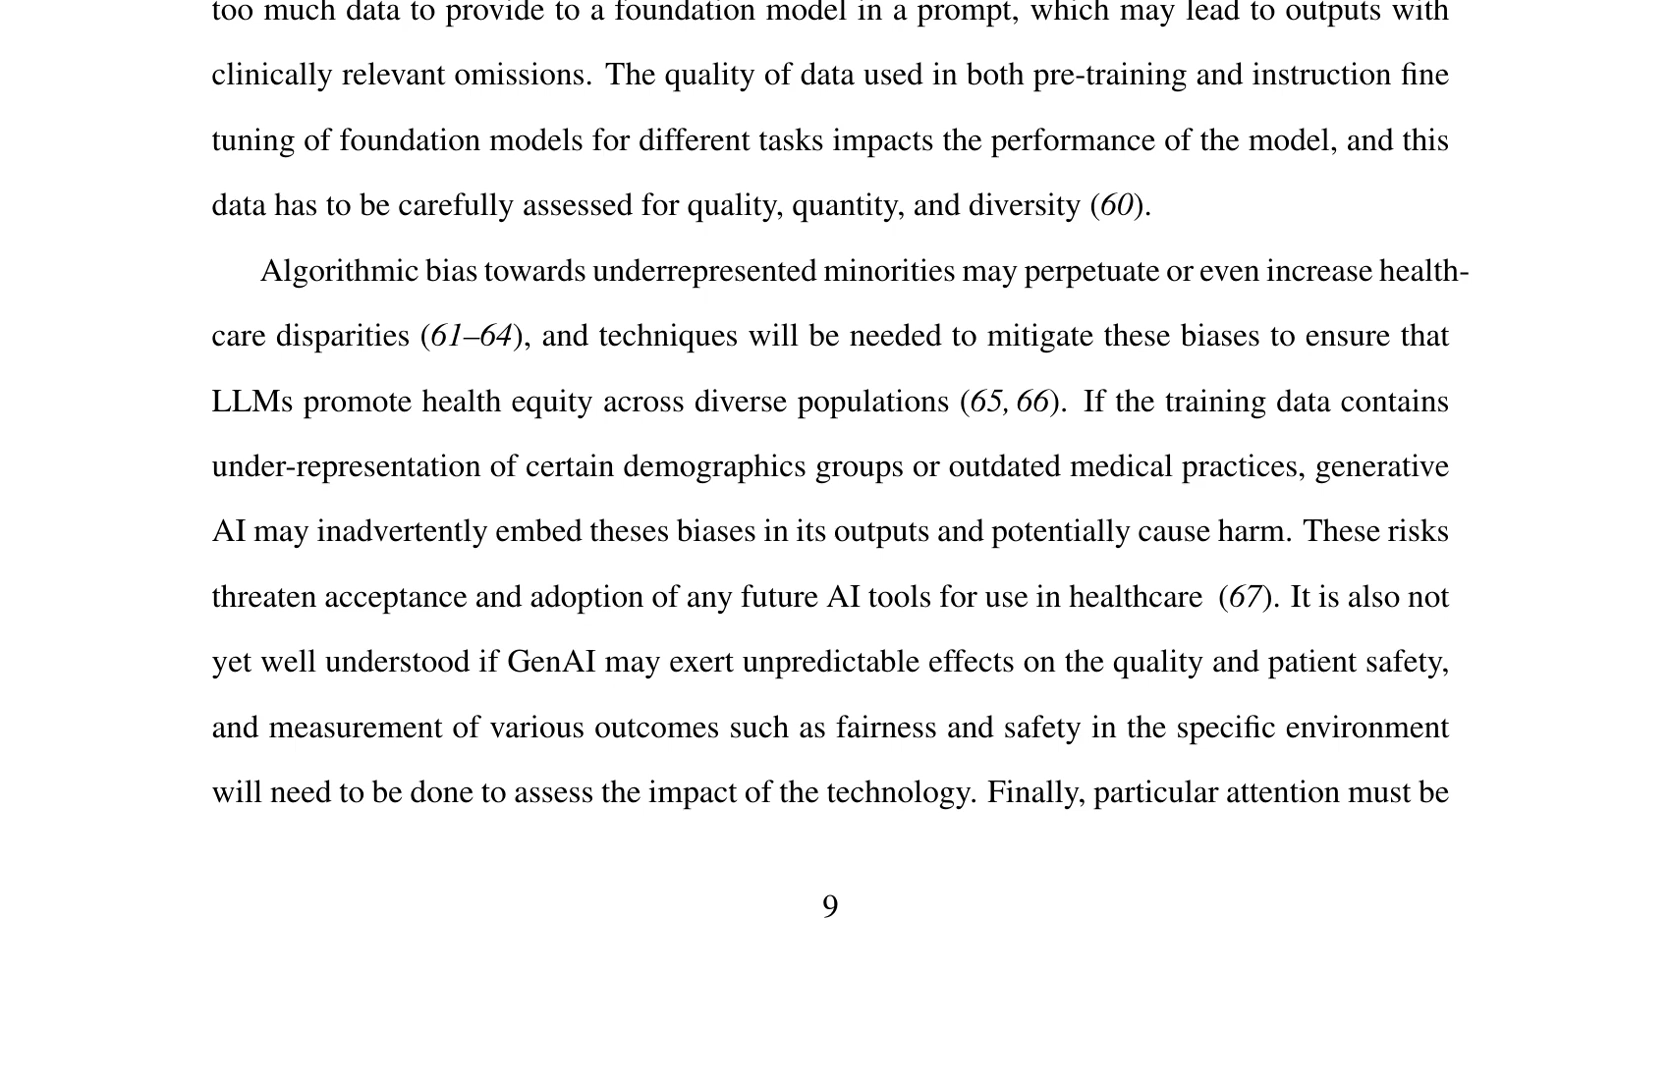 too much data to provide to a foundation model in a prompt, which may lead to outputs with
clinically relevant omissions. The quality of data used in both pre-training and instruction fine
tuning of foundation models for different tasks impacts the performance of the model, and this
data has to be carefully assessed for quality, quantity, and diversity (60).
Algorithmic bias towards underrepresented minorities may perpetuate or even increase health-
care disparities (61–64), and techniques will be needed to mitigate these biases to ensure that
LLMs promote health equity across diverse populations (65, 66). If the training data contains
under-representation of certain demographics groups or outdated medical practices, generative
AI may inadvertently embed theses biases in its outputs and potentially cause harm. These risks
threaten acceptance and adoption of any future AI tools for use in healthcare (67). It is also not
yet well understood if GenAI may exert unpredictable effects on the quality and patient safety,
and measurement of various outcomes such as fairness and safety in the specific environment
will need to be done to assess the impact of the technology. Finally, particular attention must be
9